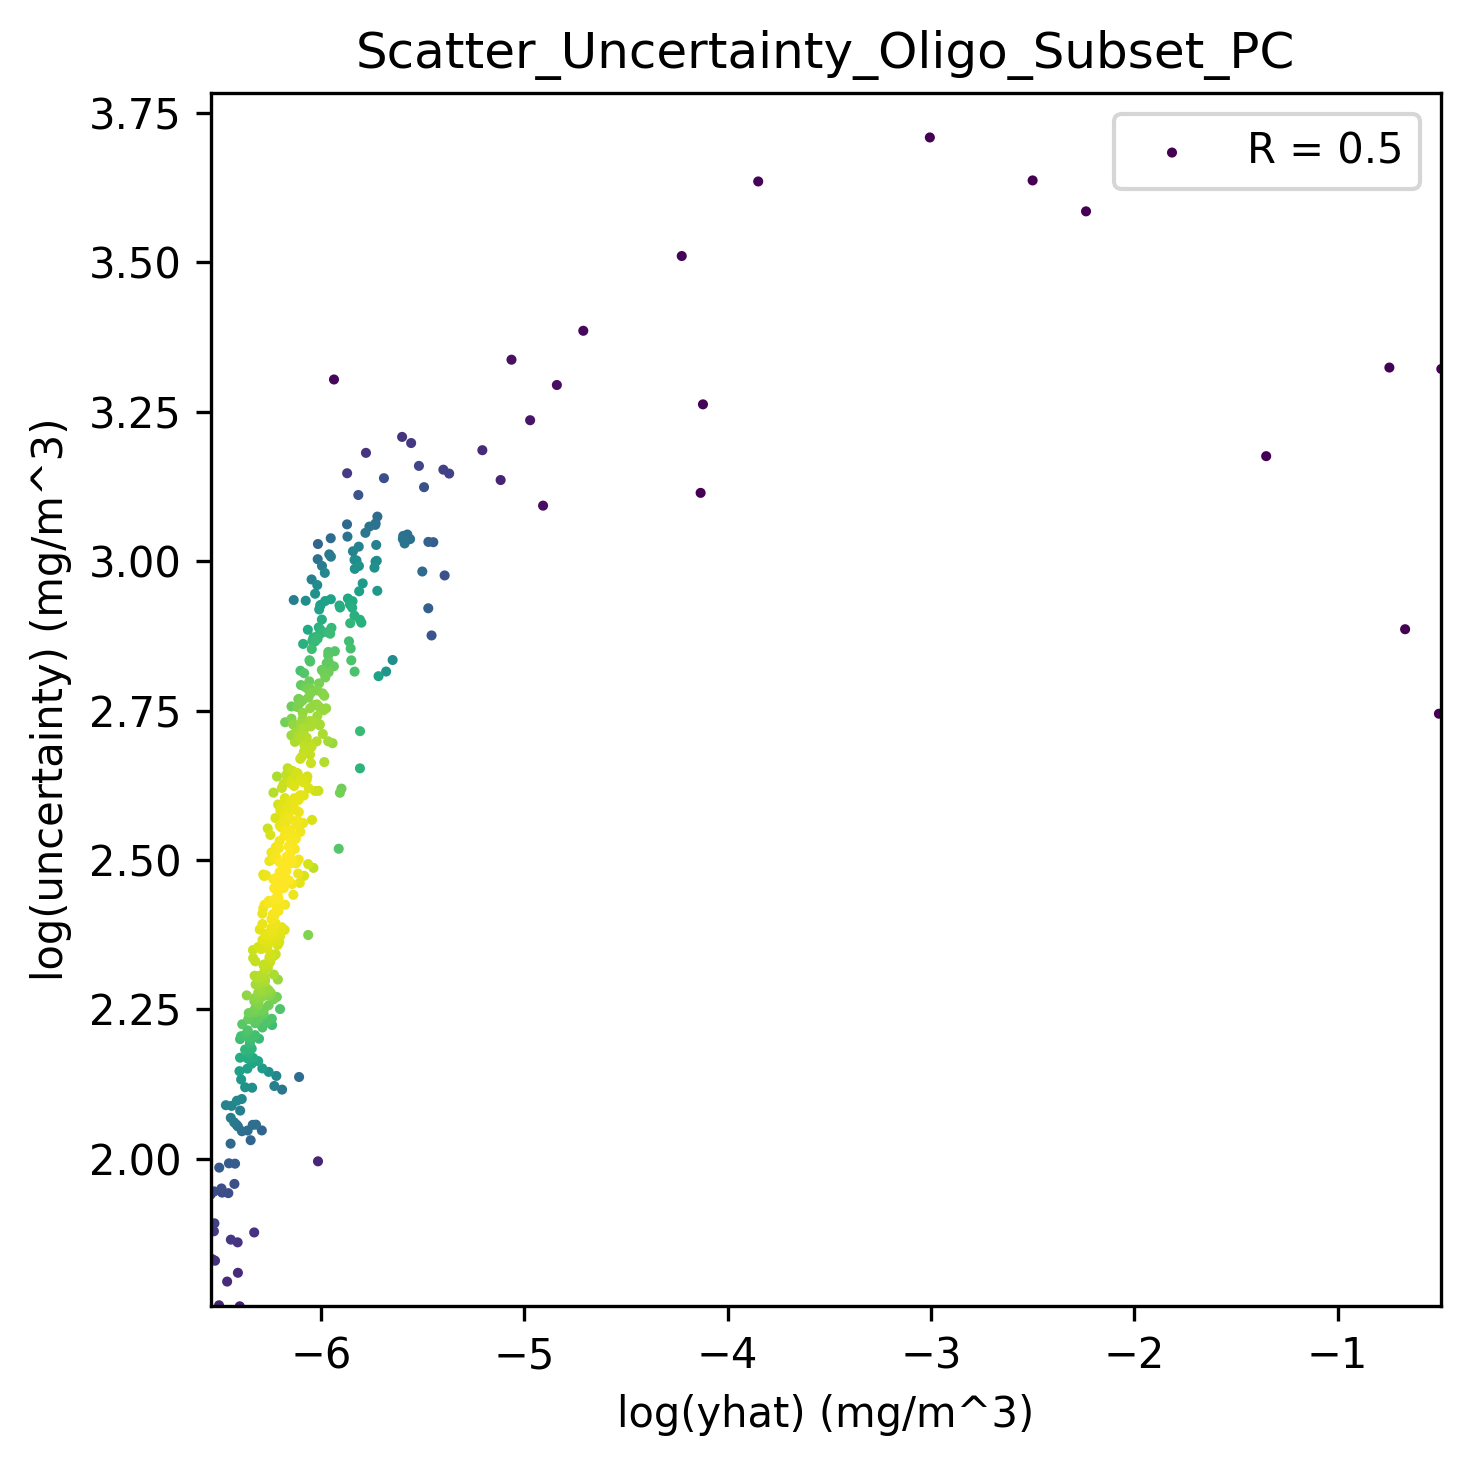 Scatter_Uncertainty_Oligo_Subset_PC
R = 0.5
log(uncertainty) (mg/m^3)
3.75
3.50
3.25
3.00
2.75
2.50
2.25
2.00
−6 −5 −4 −3 −2 −1
log(yhat) (mg/m^3)